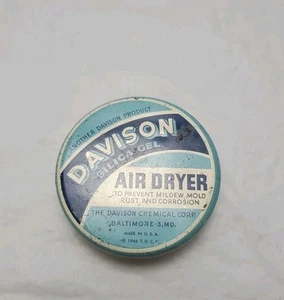 ANOTHER DAVISON PRODUCT
DAVISON
SILICA GEL
AIR DRYER
TO PREVENT MILDEW, MOLD
RUST AND CORROSION
THE DAVISON CHEMICAL CORP.
BALTIMORE-3, MD.
MADE IN U.S.A.
© 1946 T.D.C.C.